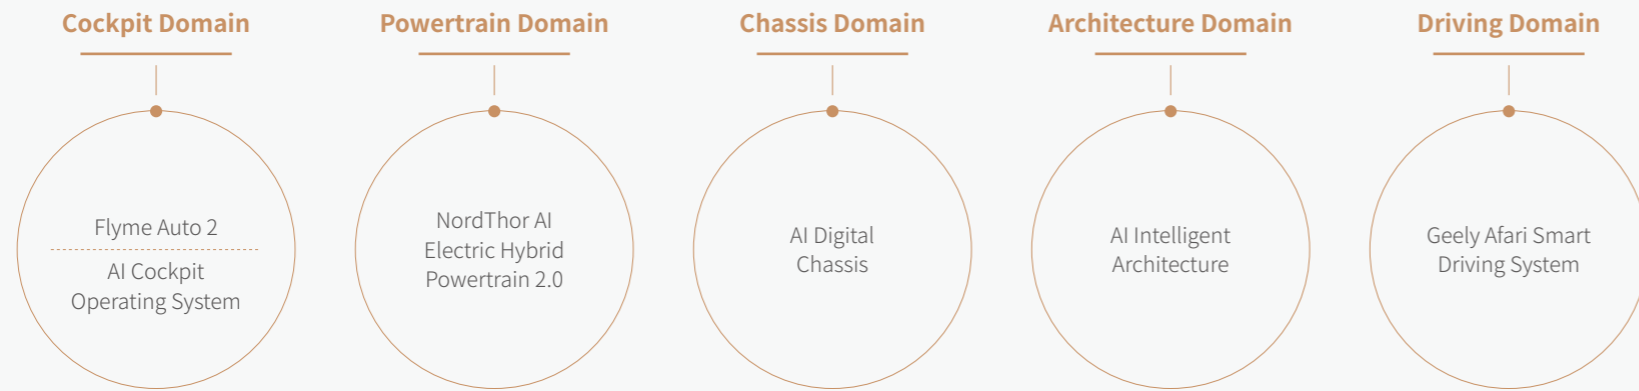 Cockpit Domain
Flyme Auto 2
AI Cockpit
Operating System
Powertrain Domain
NordThor AI
Electric Hybrid
Powertrain 2.0
Chassis Domain
AI Digital
Chassis
Architecture Domain
AI Intelligent
Architecture
Driving Domain
Geely Afari Smart
Driving System